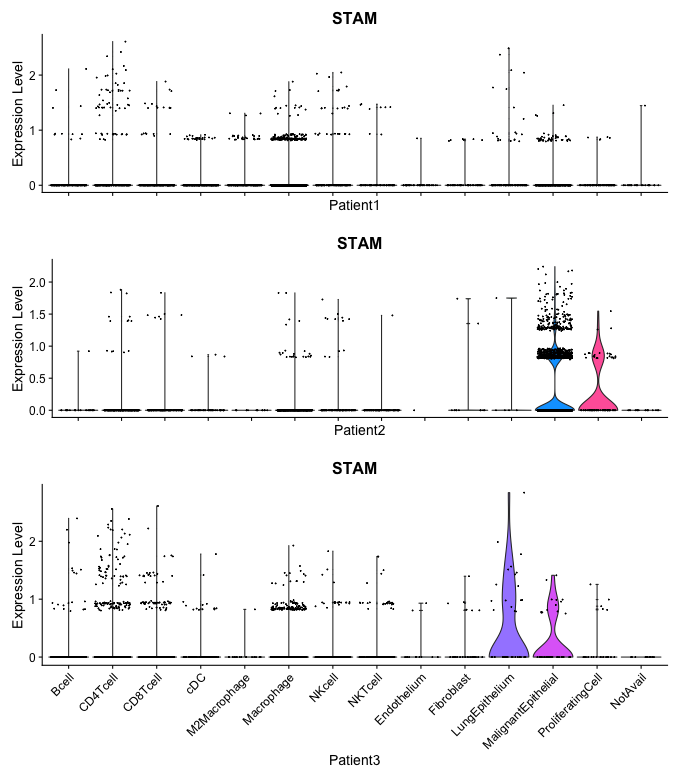 STAM
Expression Level
2
1
0
Patient1
STAM
Expression Level
2.0
1.5
1.0
0.5
0.0
Patient2
STAM
Expression Level
2
1
0
Bcell
CD4Tcell
CD8Tcell
cDC
M2Macrophage
Macrophage
NKcell
NKTcell
Endothelium
Fibroblast
LungEpithelium
MalignantEpithelial
ProliferatingCell
NotAvail
Patient3